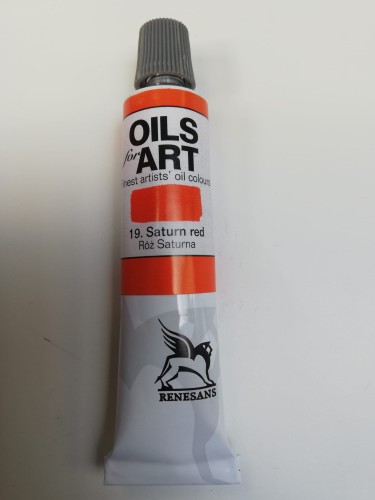 OILS
for ART
finest artists' oil colours
19. Saturn red
Róż Saturna
RENESANS